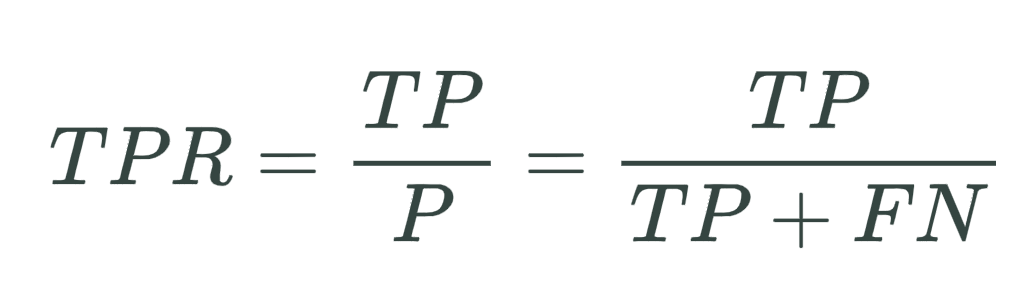 TPR = TP/P = TP/(TP + FN)